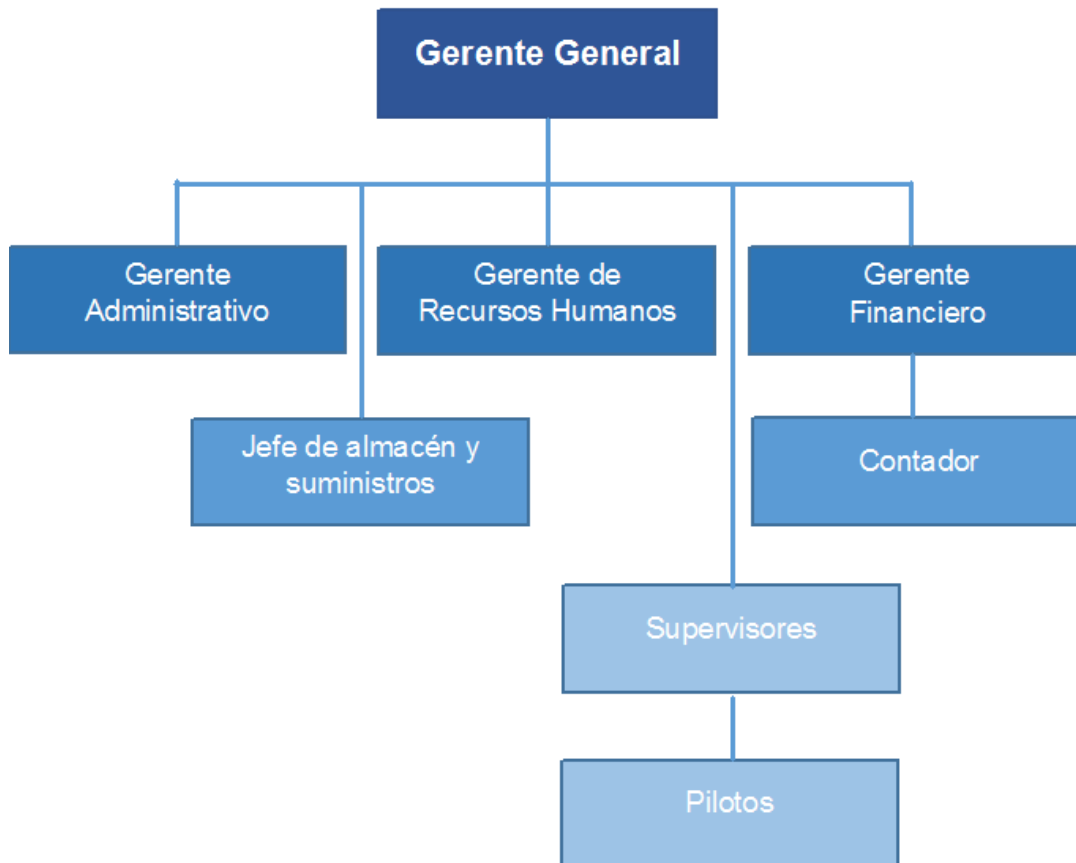 Gerente General
Gerente
Administrativo
Gerente de
Recursos Humanos
Gerente
Financiero
Jefe de almacén y
suministros
Contador
Supervisores
Pilotos